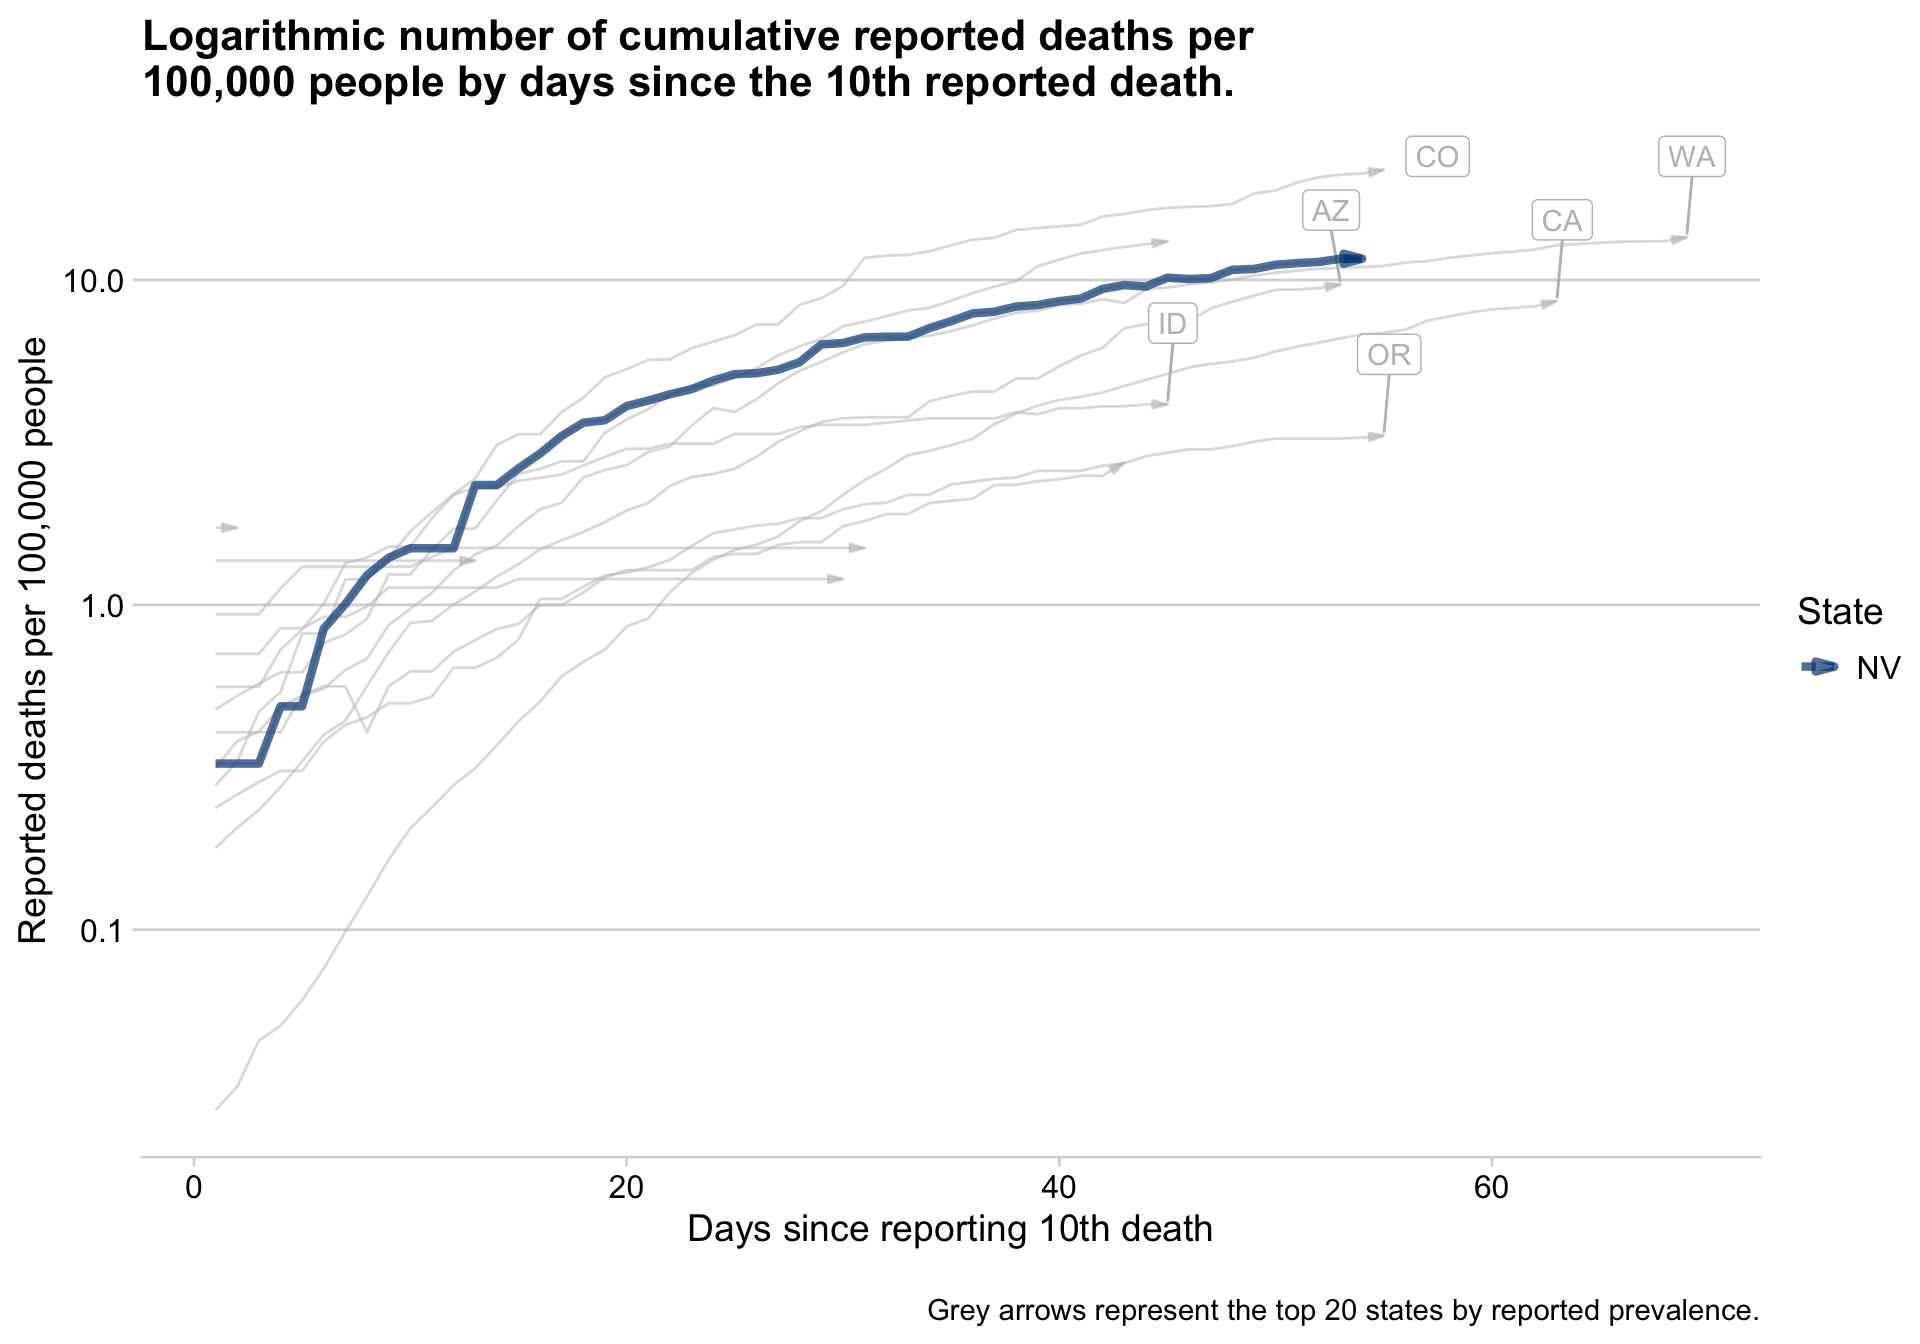 Logarithmic number of cumulative reported deaths per
100,000 people by days since the 10th reported death.
CO
WA
AZ
CA
ID
OR
10.0
1.0
0.1
Reported deaths per 100,000 people
State
NV
0
20
40
60
Days since reporting 10th death
Grey arrows represent the top 20 states by reported prevalence.